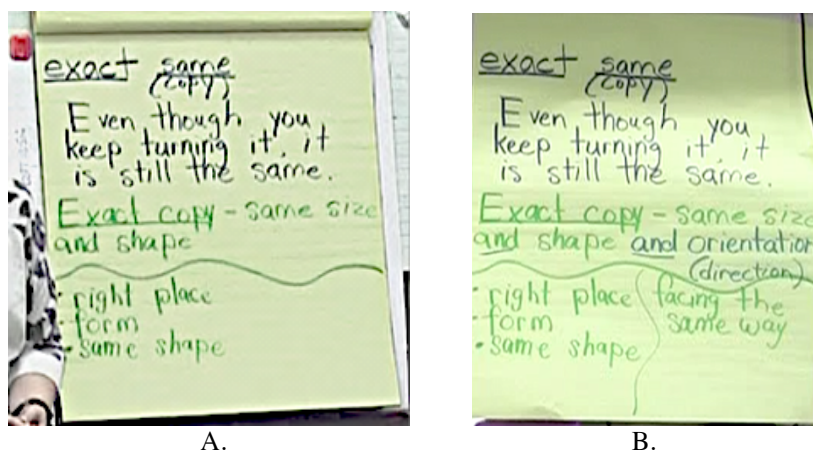 exact same
(copy)
Even though you
keep turning it, it
is still the same.
Exact copy - same size
and shape
• right place
- form
• same shape
A.
exact same
(copy)
Even though you
keep turning it, it
is still the same.
Exact copy - same size
and shape and orientation
(direction)
• right place
- form
• same shape
facing the
same way
B.